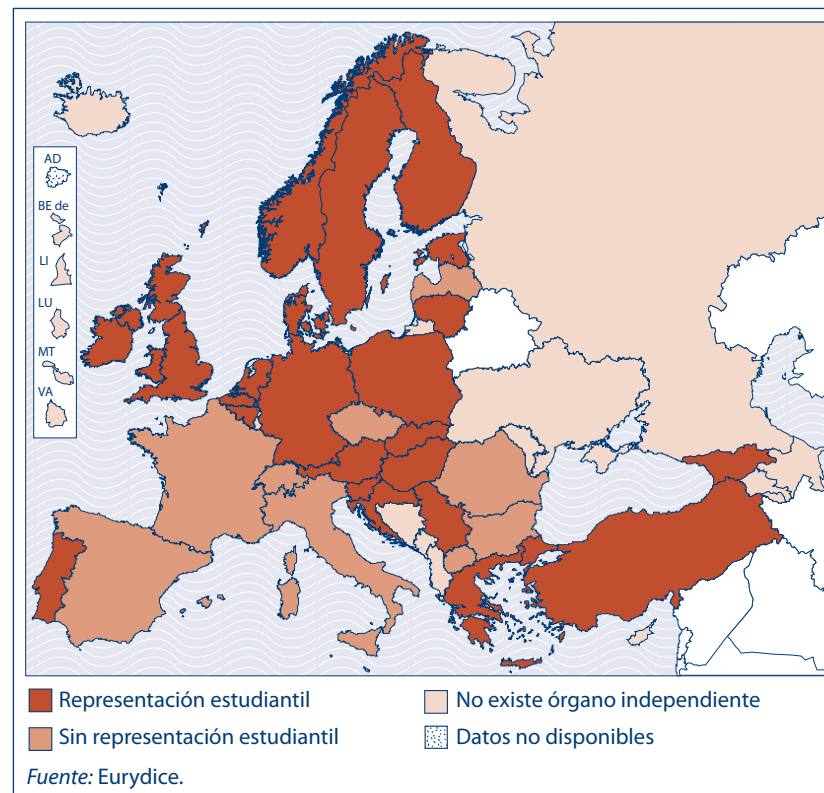 AD
BE de
LI
LU
MT
VA
Representación estudiantil
No existe órgano independiente
Sin representación estudiantil
Datos no disponibles
Fuente: Eurydice.